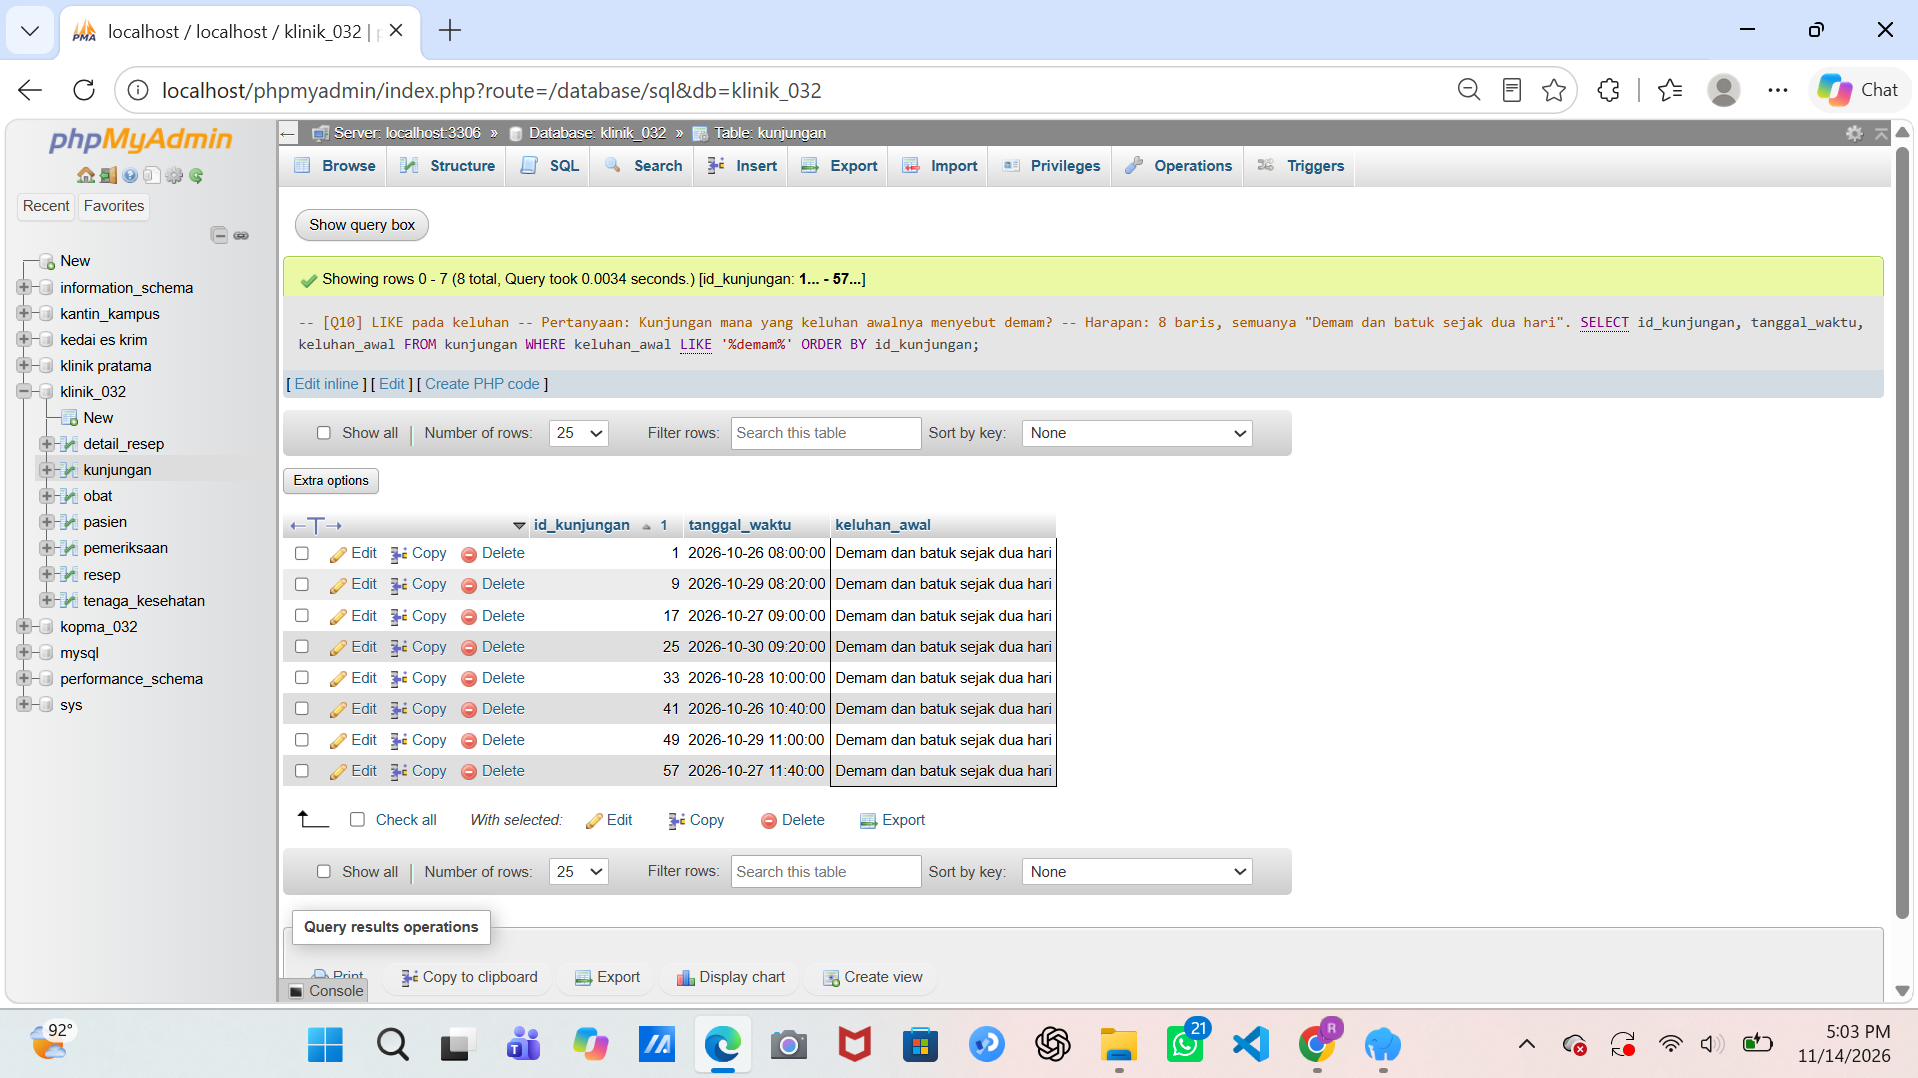 localhost / localhost / klinik_032 |
localhost/phpmyadmin/index.php?route=/database/sql&db=klinik_032
Chat
phpMyAdmin
Recent Favorites
New
information_schema
kantin_kampus
kedai es krim
klinik pratama
klinik_032
New
detail_resep
kunjungan
obat
pasien
pemeriksaan
resep
tenaga_kesehatan
kopma_032
mysql
performance_schema
sys
Server: localhost:3306 » Database: klinik_032 » Table: kunjungan
Browse Structure SQL Search Insert Export Import Privileges Operations Triggers
Show query box
Showing rows 0 - 7 (8 total, Query took 0.0034 seconds.) [id_kunjungan: 1... - 57...]
-- [Q10] LIKE pada keluhan -- Pertanyaan: Kunjungan mana yang keluhan awalnya menyebut demam? -- Harapan: 8 baris, semuanya "Demam dan batuk sejak dua hari". SELECT id_kunjungan, tanggal_waktu,
keluhan_awal FROM kunjungan WHERE keluhan_awal LIKE '%demam%' ORDER BY id_kunjungan;
[ Edit inline ] [ Edit ] [ Create PHP code ]
Show all Number of rows: 25 Filter rows: Search this table Sort by key: None
Extra options
id_kunjungan 1 tanggal_waktu keluhan_awal
Edit Copy Delete 1 2026-10-26 08:00:00 Demam dan batuk sejak dua hari
Edit Copy Delete 9 2026-10-29 08:20:00 Demam dan batuk sejak dua hari
Edit Copy Delete 17 2026-10-27 09:00:00 Demam dan batuk sejak dua hari
Edit Copy Delete 25 2026-10-30 09:20:00 Demam dan batuk sejak dua hari
Edit Copy Delete 33 2026-10-28 10:00:00 Demam dan batuk sejak dua hari
Edit Copy Delete 41 2026-10-26 10:40:00 Demam dan batuk sejak dua hari
Edit Copy Delete 49 2026-10-29 11:00:00 Demam dan batuk sejak dua hari
Edit Copy Delete 57 2026-10-27 11:40:00 Demam dan batuk sejak dua hari
Check all With selected: Edit Copy Delete Export
Show all Number of rows: 25 Filter rows: Search this table Sort by key: None
Query results operations
Print Copy to clipboard Export Display chart Create view
Console
92°
21
R
5:03 PM
11/14/2026